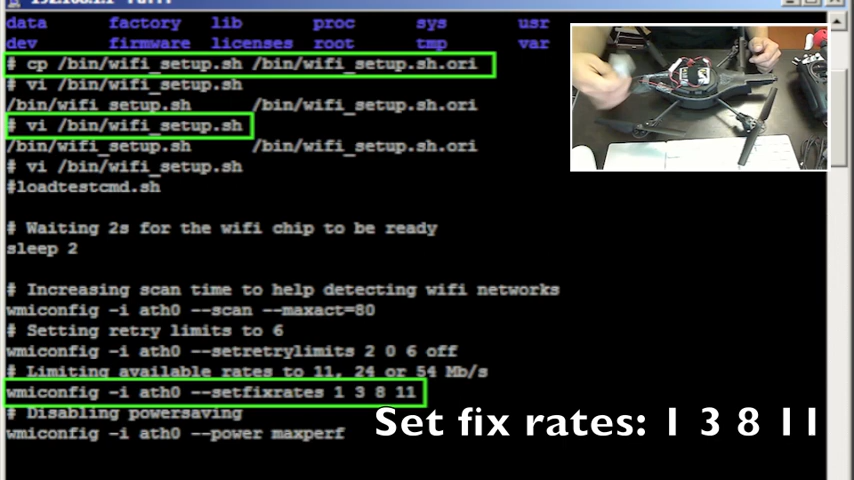 data factory lib proc sys usr
dev firmware licenses root tmp var
# cp /bin/wifi_setup.sh /bin/wifi_setup.sh.ori
# vi /bin/wifi_setup.sh
/bin/wifi_setup.sh /bin/wifi_setup.sh.ori
# vi /bin/wifi_setup.sh
/bin/wifi_setup.sh /bin/wifi_setup.sh.ori
# vi /bin/wifi_setup.sh
#loadtestcmd.sh
# Waiting 2s for the wifi chip to be ready
sleep 2
# Increasing scan time to help detecting wifi networks
wmiconfig -i ath0 --scan --maxact=80
# Setting retry limits to 6
wmiconfig -i ath0 --setretrylimits 2 0 6 off
# Limiting available rates to 11, 24 or 54 Mb/s
wmiconfig -i ath0 --setfixrates 1 3 8 11
# Disabling powersaving
wmiconfig -i ath0 --power maxperf
Set fix rates: 1 3 8 11